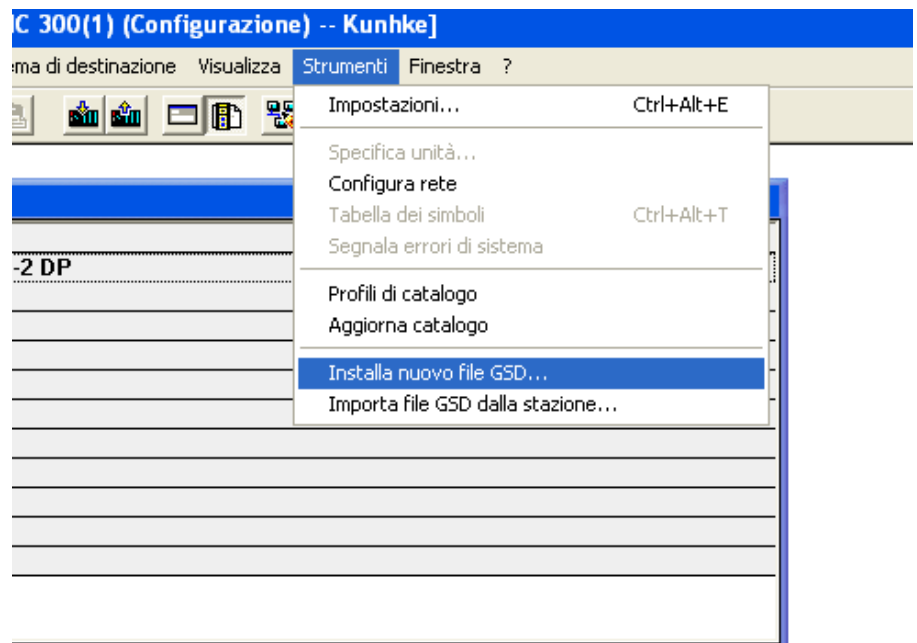 IC 300(1) (Configurazione) -- Kunhke]
ema di destinazione Visualizza Strumenti Finestra ?
Impostazioni... Ctrl+Alt+E
Specifica unità...
Configura rete
Tabella dei simboli Ctrl+Alt+T
Segnala errori di sistema
-2 DP
Profili di catalogo
Aggiorna catalogo
Installa nuovo file GSD...
Importa file GSD dalla stazione...